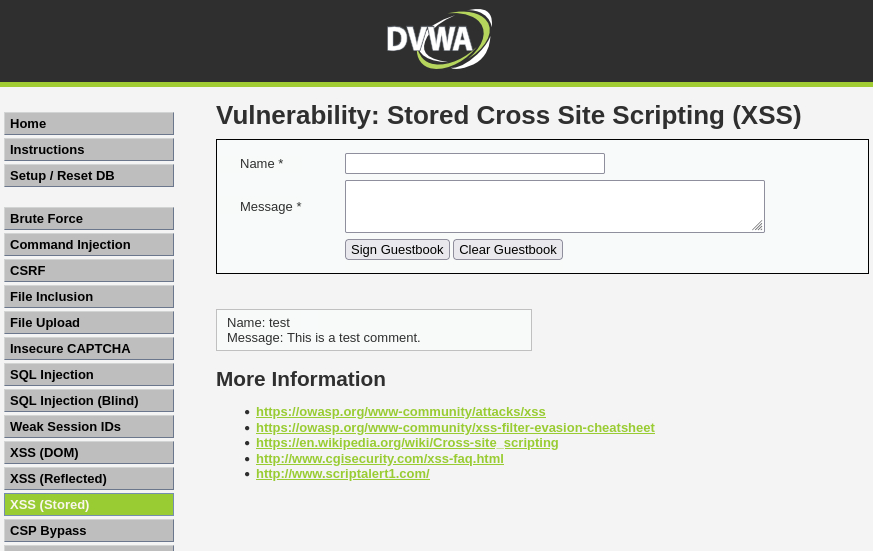 DVWA
Home
Instructions
Setup / Reset DB
Brute Force
Command Injection
CSRF
File Inclusion
File Upload
Insecure CAPTCHA
SQL Injection
SQL Injection (Blind)
Weak Session IDs
XSS (DOM)
XSS (Reflected)
XSS (Stored)
CSP Bypass
Vulnerability: Stored Cross Site Scripting (XSS)
Name *
Message *
Sign Guestbook Clear Guestbook
Name: test
Message: This is a test comment.
More Information
https://owasp.org/www-community/attacks/xss
https://owasp.org/www-community/xss-filter-evasion-cheatsheet
https://en.wikipedia.org/wiki/Cross-site_scripting
http://www.cgisecurity.com/xss-faq.html
http://www.scriptalert1.com/